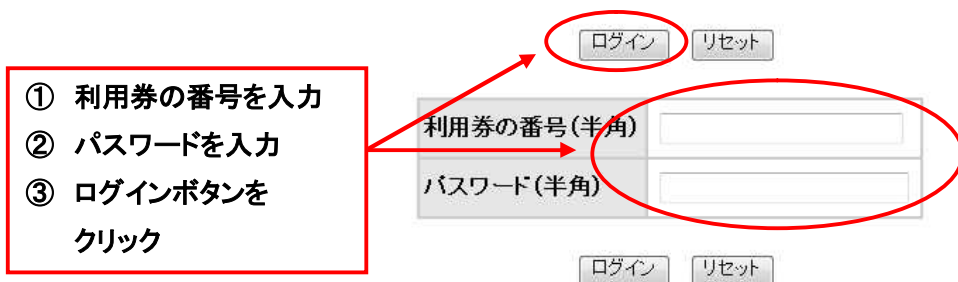 ログイン リセット
① 利用券の番号を入力
② パスワードを入力
③ ログインボタンを
クリック
利用券の番号(半角)
パスワード(半角)
ログイン リセット